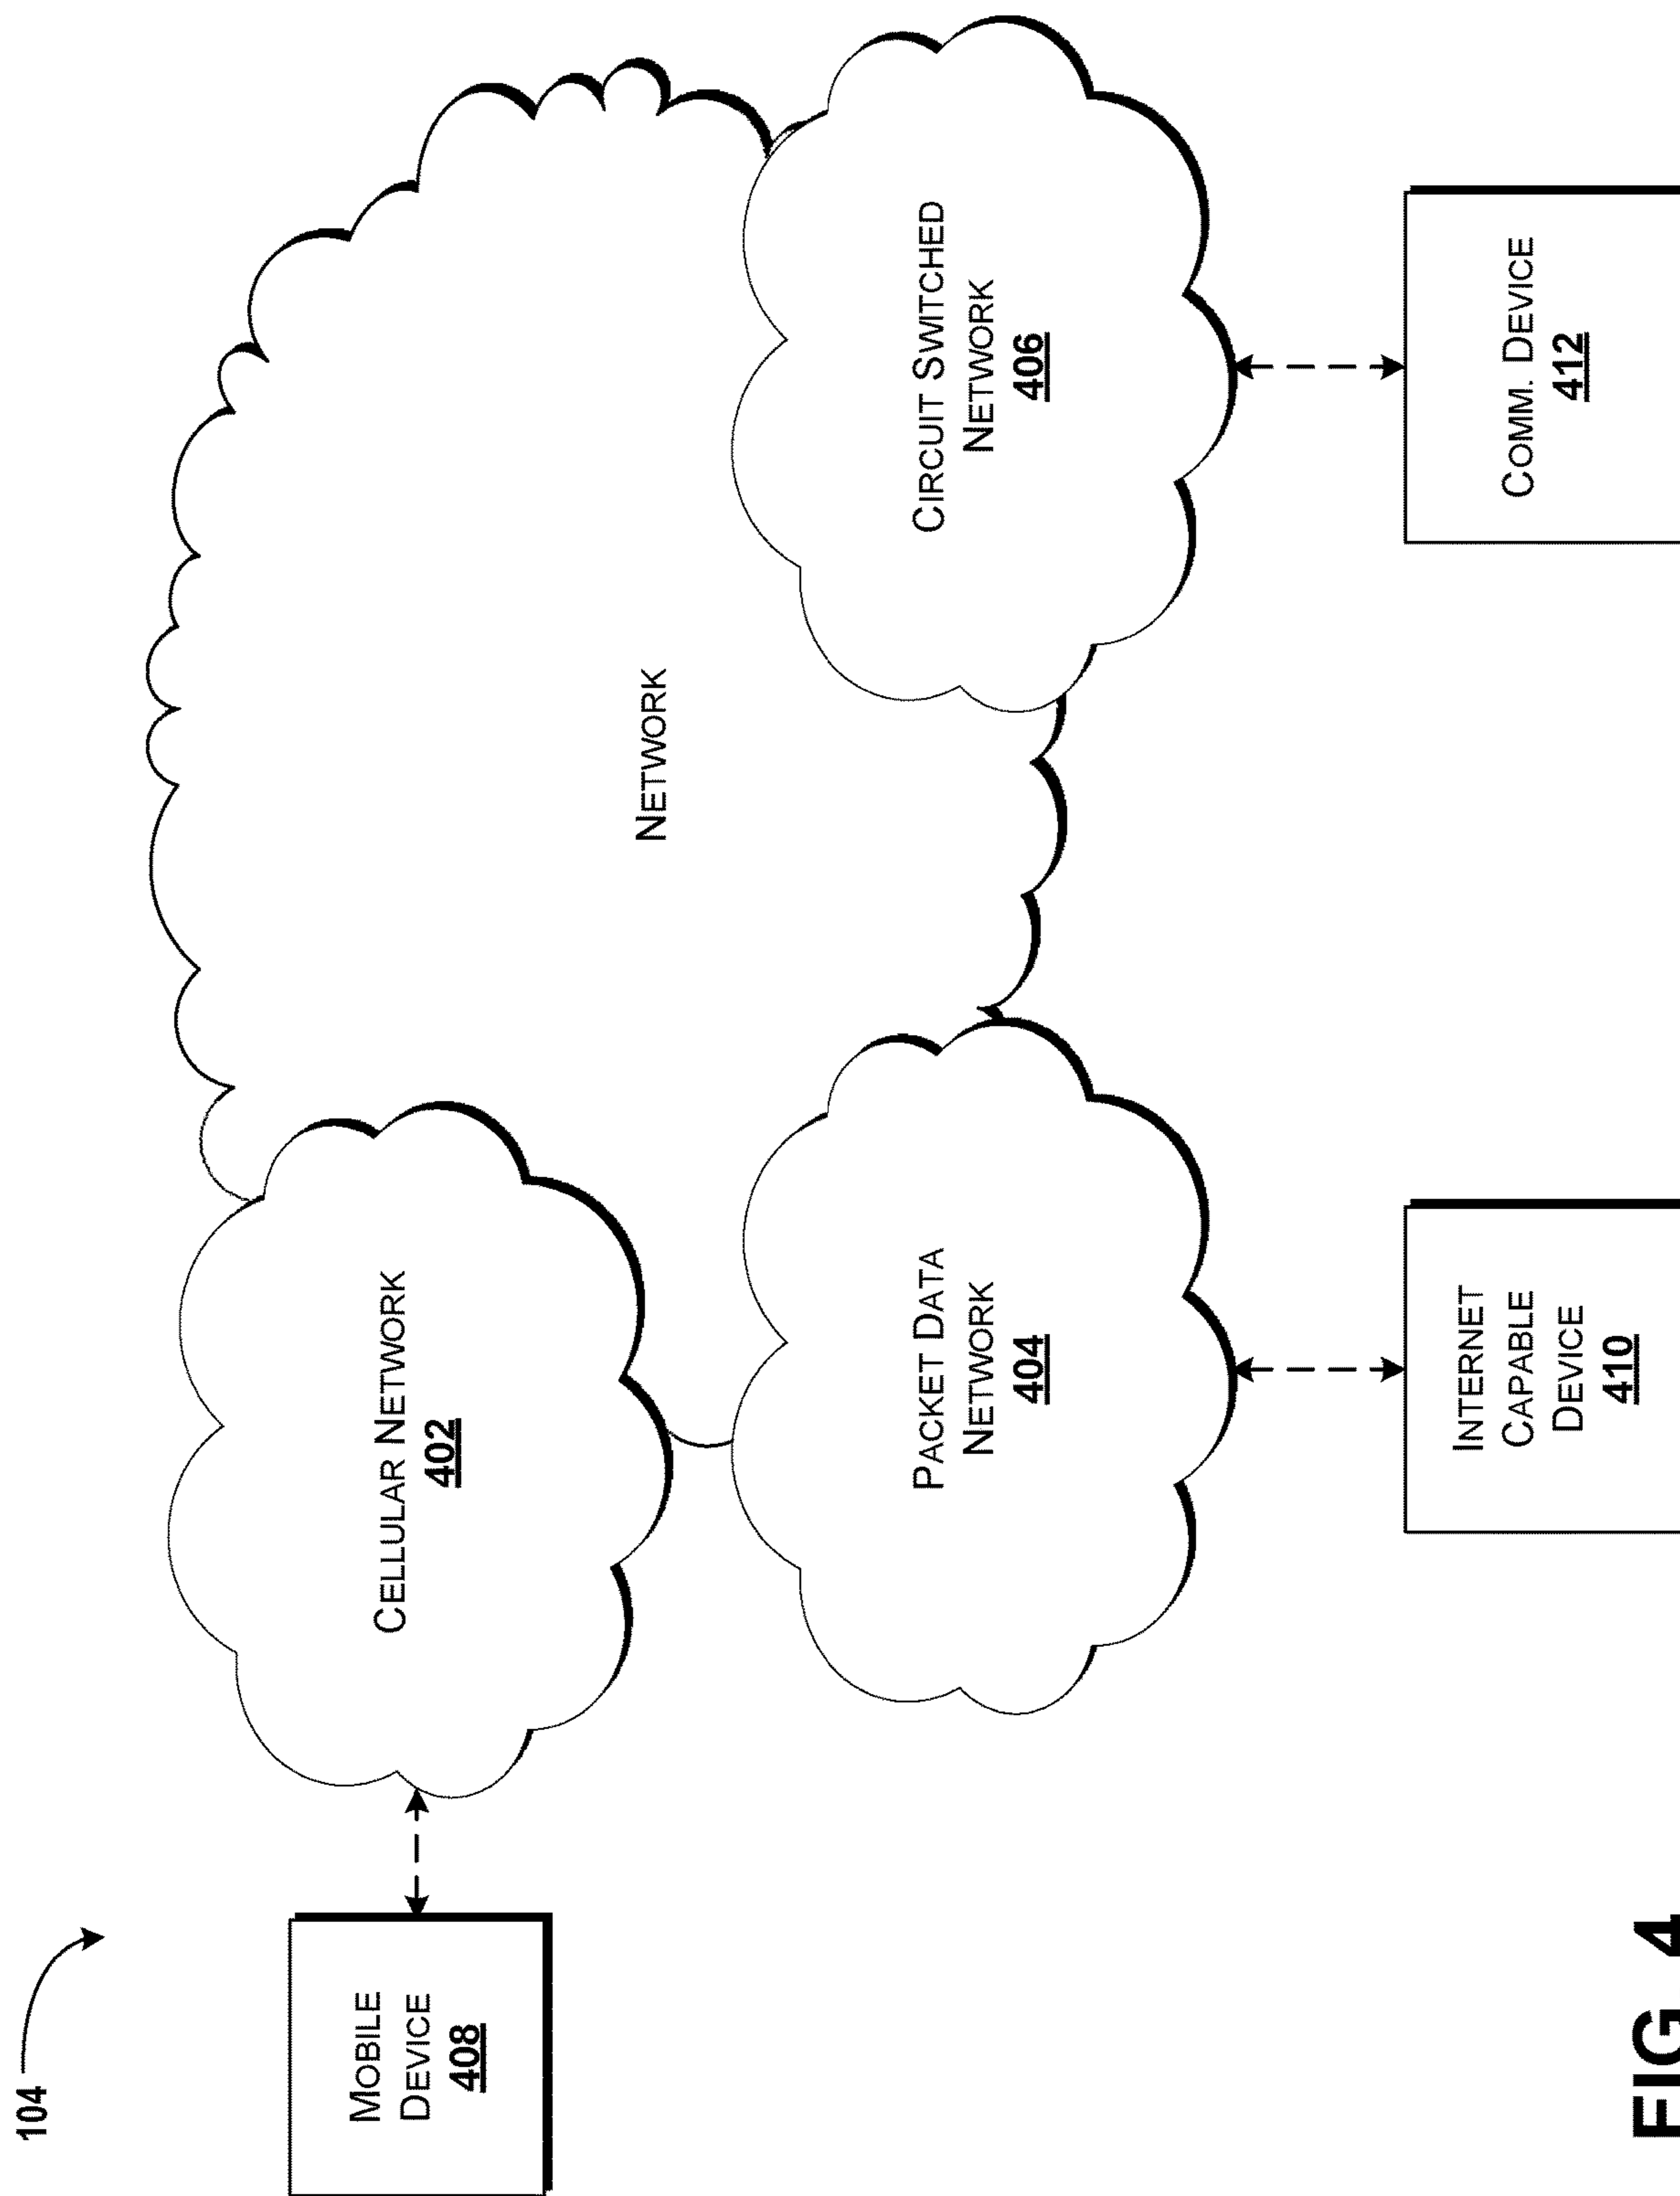 104
MOBILE
DEVICE
408
CELLULAR NETWORK
402
NETWORK
PACKET DATA
NETWORK
404
CIRCUIT SWITCHED
NETWORK
406
INTERNET
CAPABLE
DEVICE
410
COMM. DEVICE
412
FIG. 4